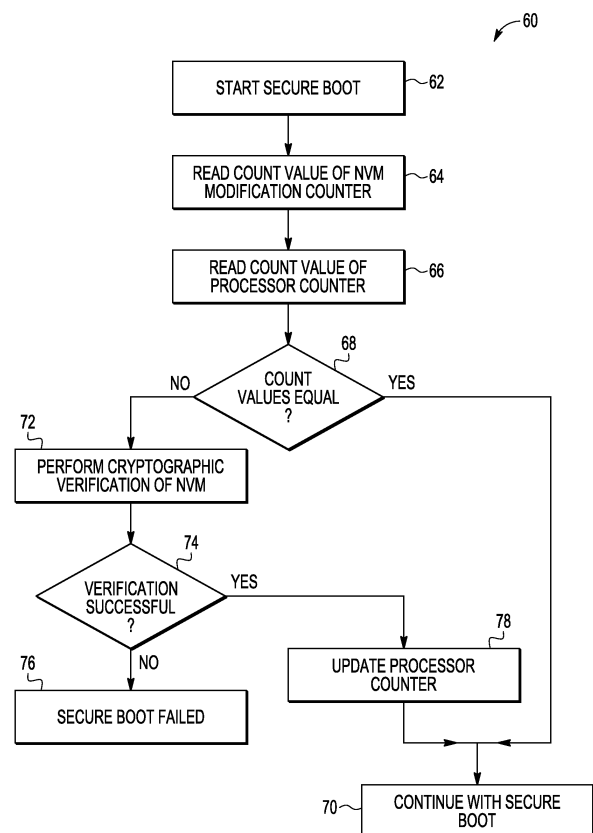 60
START SECURE BOOT
62
READ COUNT VALUE OF NVM
MODIFICATION COUNTER
64
READ COUNT VALUE OF
PROCESSOR COUNTER
66
68
COUNT
VALUES EQUAL
?
NO
YES
72
PERFORM CRYPTOGRAPHIC
VERIFICATION OF NVM
74
VERIFICATION
SUCCESSFUL
?
YES
NO
78
UPDATE PROCESSOR
COUNTER
76
SECURE BOOT FAILED
70
CONTINUE WITH SECURE
BOOT